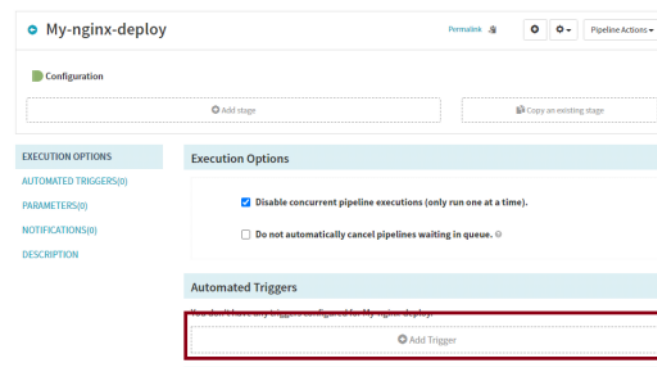 My-nginx-deploy
Permalink
Pipeline Actions
Configuration
Add stage
Copy an existing stage
EXECUTION OPTIONS
AUTOMATED TRIGGERS(0)
PARAMETERS(0)
NOTIFICATIONS(0)
DESCRIPTION
Execution Options
Disable concurrent pipeline executions (only run one at a time).
Do not automatically cancel pipelines waiting in queue.
Automated Triggers
You don't have any triggers configured for My-nginx-deploy.
Add Trigger